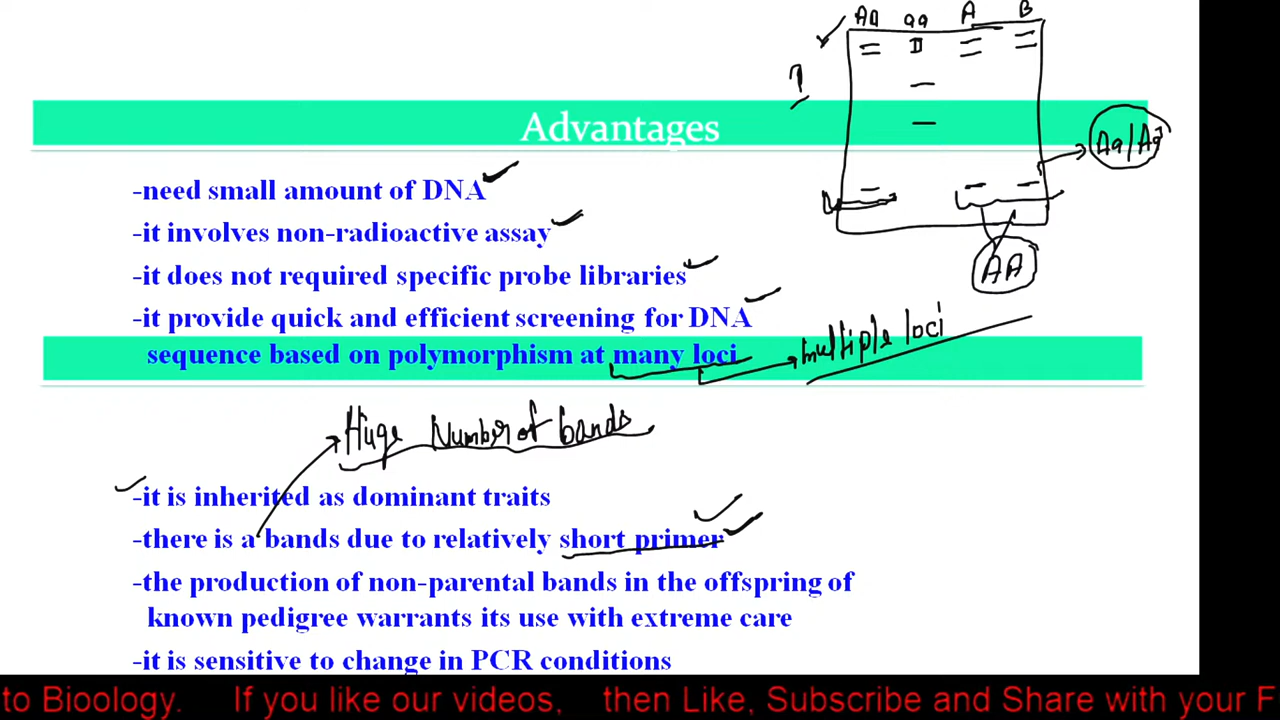 AA aa A B
?
Advantages
Aa/Aa
-need small amount of DNA
-it involves non-radioactive assay
AA
-it does not required specific probe libraries
-it provide quick and efficient screening for DNA
multiple loci
sequence based on polymorphism at many loci
Huge Number of bands
-it is inherited as dominant traits
-there is a bands due to relatively short primer
-the production of non-parental bands in the offspring of
known pedigree warrants its use with extreme care
-it is sensitive to change in PCR conditions
to Bioology. If you like our videos, then Like, Subscribe and Share with your F